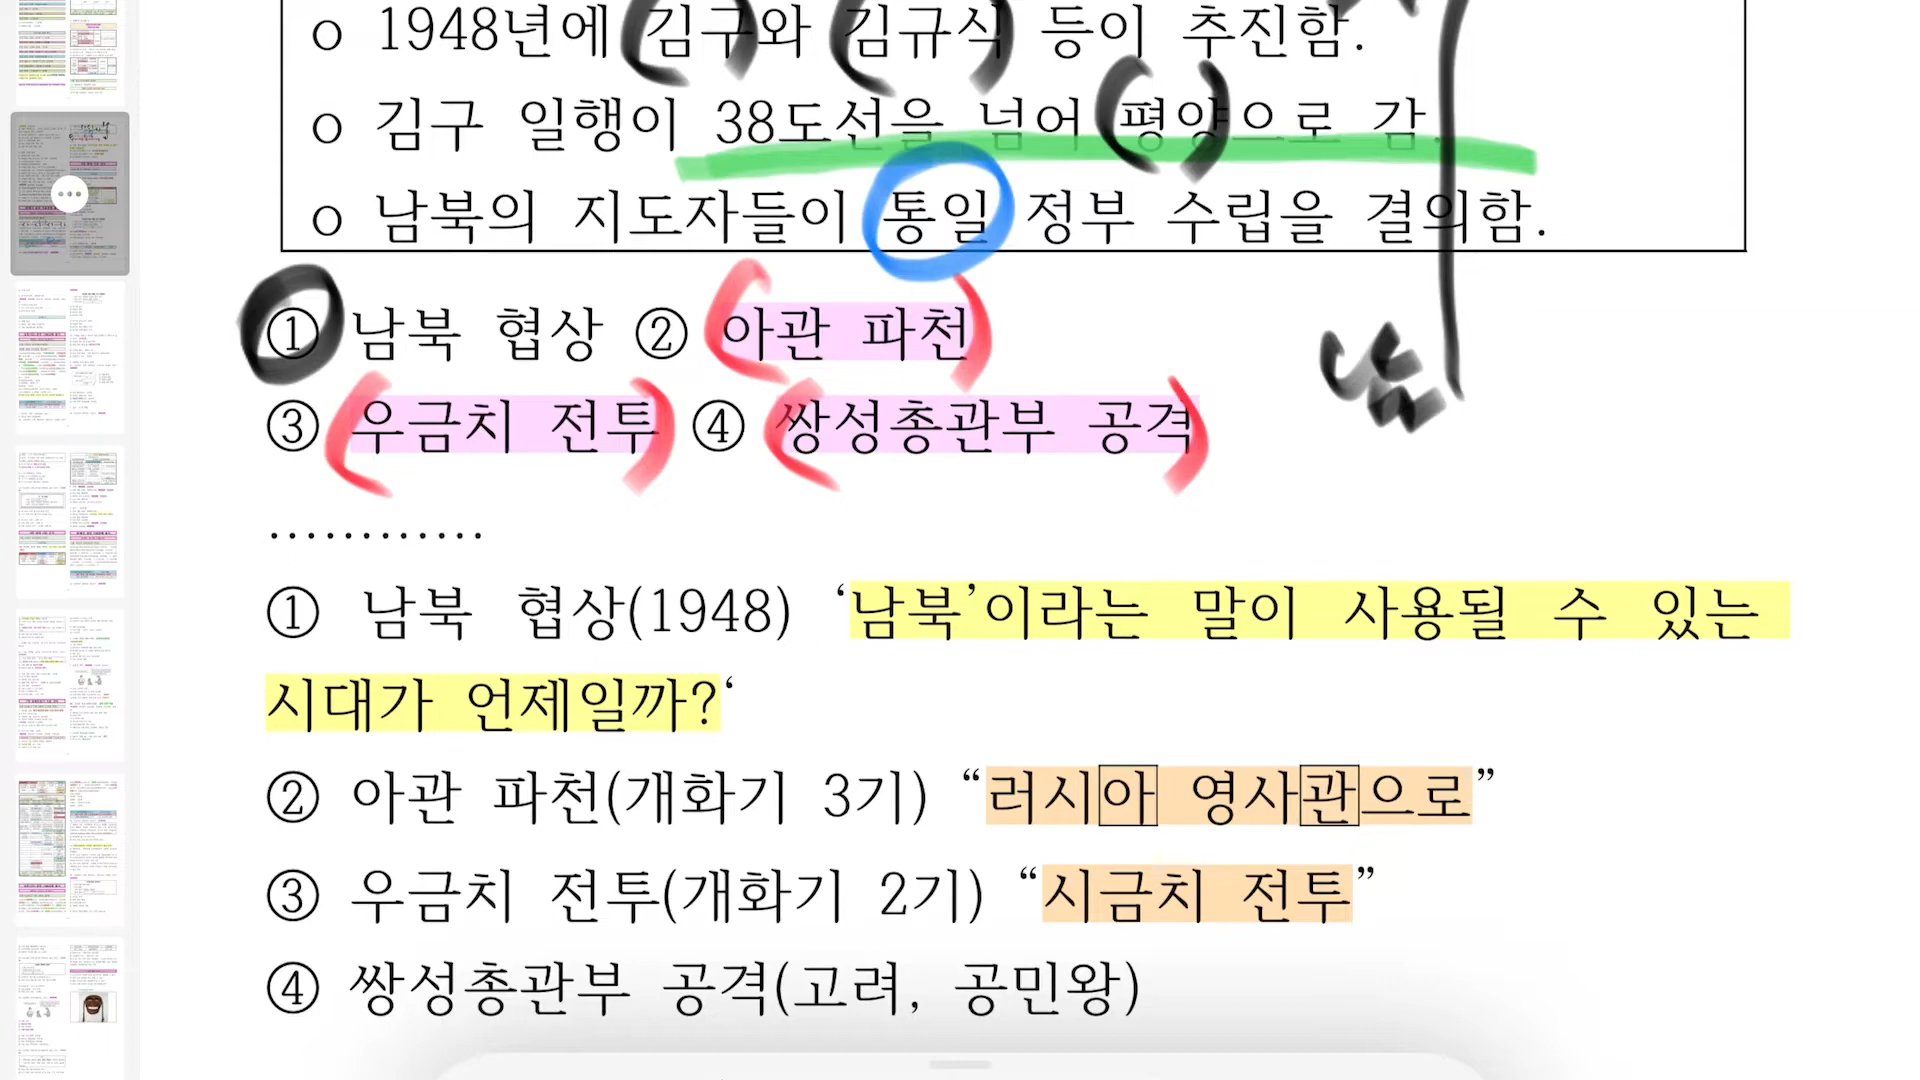 o 1948년에 김구와 김규식 등이 추진함.
o 김구 일행이 38도선을 넘어 평양으로 감.
o 남북의 지도자들이 통일 정부 수립을 결의함.
① 남북 협상 ② 아관 파천
③ 우금치 전투 ④ 쌍성총관부 공격
............
① 남북 협상(1948) ‘남북’이라는 말이 사용될 수 있는
시대가 언제일까?‘
② 아관 파천(개화기 3기) “러시아 영사관으로”
③ 우금치 전투(개화기 2기) “시금치 전투”
④ 쌍성총관부 공격(고려, 공민왕)